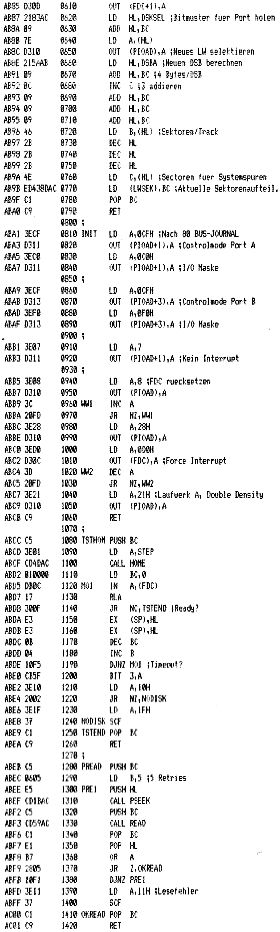 AB85 D30D 0610 OUT (FDC+1),A
AB87 2183AC 0620 LD HL,DSKSEL ;Bitmuster fuer Port holen
AB8A 09 0630 ADD HL,BC
AB8B 7E 0640 LD A,(HL)
AB8C D310 0650 OUT (PIOAD),A ;Neues LW selektieren
AB8E 215AAB 0660 LD HL,DSBA ;Neuen DSB berechnen
AB91 09 0670 ADD HL,BC ;4 Bytes/DSB
AB92 0C 0680 INC C ;3 addieren
AB93 09 0690 ADD HL,BC
AB94 09 0700 ADD HL,BC
AB95 09 0710 ADD HL,BC
AB96 46 0720 LD B,(HL) ;Sektoren/Track
AB97 2B 0730 DEC HL
AB98 2B 0740 DEC HL
AB99 2B 0750 DEC HL
AB9A 4E 0760 LD C,(HL) ;Sectoren fuer Systemspuren
AB9B ED438DAC 0770 LD (LWSEK),BC ;Aktuelle Sektorenaufteil.
AB9F C1 0780 POP BC
ABA0 C9 0790 RET
0800 ;
ABA1 3ECF 0810 INIT LD A,0CFH ;Nach 80 BUS-JOURNAL
ABA3 D311 0820 OUT (PIOAD+1),A ;Controlmode Port A
ABA5 3EC0 0830 LD A,0C0H
ABA7 D311 0840 OUT (PIOAD+1),A ;I/O Maske
0850 ;
ABA9 3ECF 0860 LD A,0CFH
ABAB D313 0870 OUT (PIOAD+3),A ;Controlmode Port B
ABAD 3EF0 0880 LD A,0F0H
ABAF D313 0890 OUT (PIOAD+3),A ;I/O Maske
0900 ;
ABB1 3E07 0910 LD A,7
ABB3 D311 0920 OUT (PIOAD+1),A ;Kein Interrupt
0930 ;
ABB5 3E08 0940 LD A,8 ;FDC ruecksetzen
ABB7 D310 0950 OUT (PIOAD),A
ABB9 3C 0960 WW1 INC A
ABBA 20FD 0970 JR NZ,WW1
ABBC 3E28 0980 LD A,28H
ABBE D310 0990 OUT (PIOAD),A
ABC0 3ED0 1000 LD A,0D0H
ABC2 D30C 1010 OUT (FDC),A ;Force Interrupt
ABC4 3D 1020 WW2 DEC A
ABC5 20FD 1030 JR NZ,WW2
ABC7 3E21 1040 LD A,21H ;Laufwerk A, Double Density
ABC9 D310 1050 OUT (PIOAD),A
ABCB C9 1060 RET
1070 ;
ABCC C5 1080 TSTHOM PUSH BC
ABCD 3E01 1090 LD A,STEP
ABCF CD4DAC 1100 CALL HOME
ABD2 010000 1110 LD BC,0
ABD5 DB0C 1120 MO1 IN A,(FDC)
ABD7 17 1130 RLA
ABD8 300F 1140 JR NC,TSTEND ;Ready?
ABDA E3 1150 EX (SP),HL
ABDB E3 1160 EX (SP),HL
ABDC 0B 1170 DEC BC
ABDD 04 1180 INC B
ABDE 10F5 1190 DJNZ MO1 ;Timeout?
ABE0 CB5F 1200 BIT 3,A
ABE2 3E10 1210 LD A,10H
ABE4 2002 1220 JR NZ,NODISK
ABE6 3E1F 1230 LD A,1FH
ABE8 37 1240 NODISK SCF
ABE9 C1 1250 TSTEND POP BC
ABEA C9 1260 RET
1270 ;
ABEB C5 1280 PREAD PUSH BC
ABEC 0605 1290 LD B,5 ;5 Retries
ABEE E5 1300 PRE1 PUSH HL
ABEF CD1BAC 1310 CALL PSEEK
ABF2 C5 1320 PUSH BC
ABF3 CD59AC 1330 CALL READ
ABF6 C1 1340 POP BC
ABF7 E1 1350 POP HL
ABF8 B7 1360 OR A
ABF9 2805 1370 JR Z,OKREAD
ABFB 10F1 1380 DJNZ PRE1
ABFD 3E11 1390 LD A,11H ;Lesefehler
ABFF 37 1400 SCF
AC00 C1 1410 OKREAD POP BC
AC01 C9 1420 RET